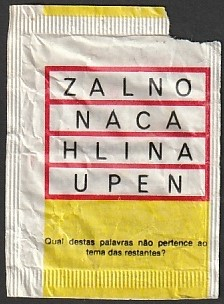 ZALNO
NACA
HLINA
UPEN
Qual destas palavras não pertence ao
tema das restantes?